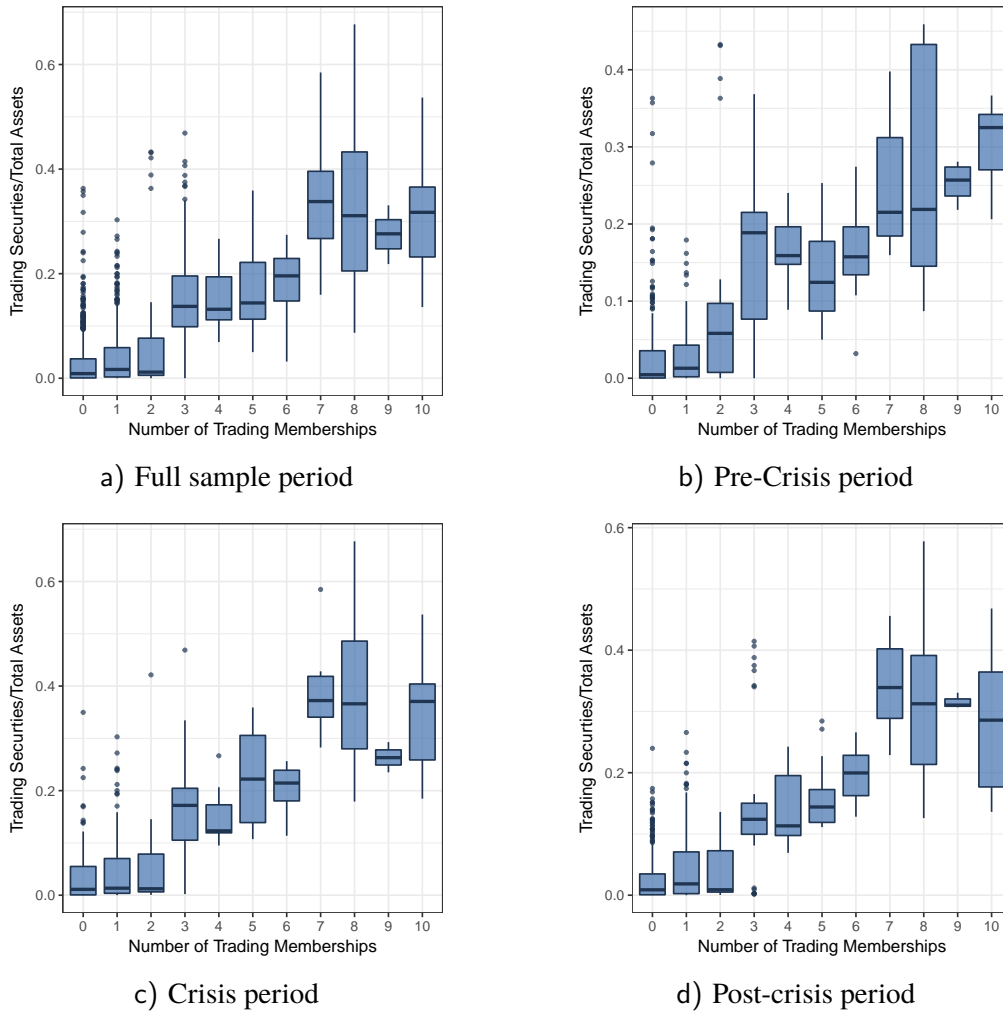 Trading Securties/Total Assets
0.6
0.4
0.2
0.0
0 1 2 3 4 5 6 7 8 9 10
Number of Trading Memberships
a) Full sample period
Trading Securties/Total Assets
0.4
0.3
0.2
0.1
0.0
0 1 2 3 4 5 6 7 8 9 10
Number of Trading Memberships
b) Pre-Crisis period
Trading Securties/Total Assets
0.6
0.4
0.2
0.0
0 1 2 3 4 5 6 7 8 9 10
Number of Trading Memberships
c) Crisis period
Trading Securties/Total Assets
0.6
0.4
0.2
0.0
0 1 2 3 4 5 6 7 8 9 10
Number of Trading Memberships
d) Post-crisis period